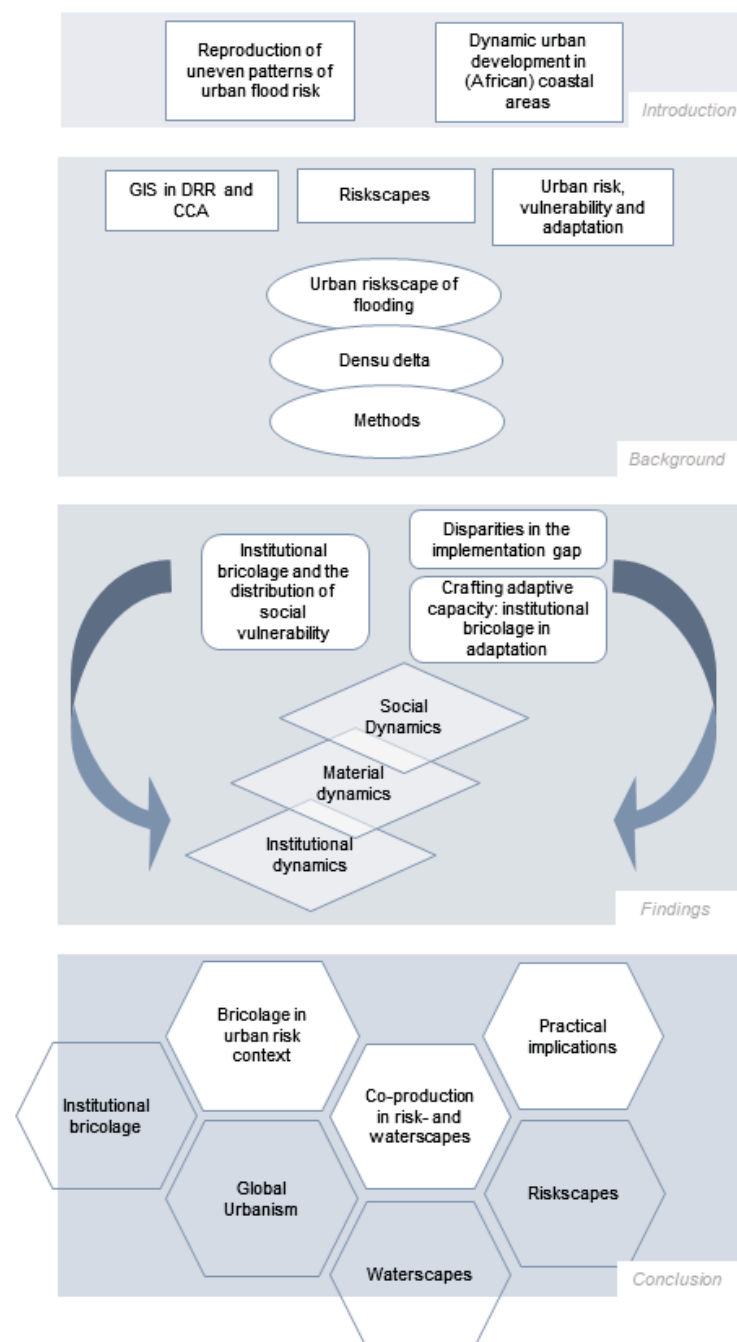 Reproduction of
uneven patterns of
urban flood risk
Dynamic urban
development in
(African) coastal
areas
Introduction
GIS in DRR and
CCA
Riskscapes
Urban risk,
vulnerability and
adaptation
Urban riskscape of
flooding
Densu delta
Methods
Background
Institutional
bricolage and the
distribution of
social
vulnerability
Disparities in the
implementation gap
Crafting adaptive
capacity: institutional
bricolage in
adaptation
Social
Dynamics
Material
dynamics
Institutional
dynamics
Findings
Bricolage in
urban risk
context
Practical
implications
Institutional
bricolage
Co-production
in risk- and
waterscapes
Global
Urbanism
Riskscapes
Waterscapes
Conclusion